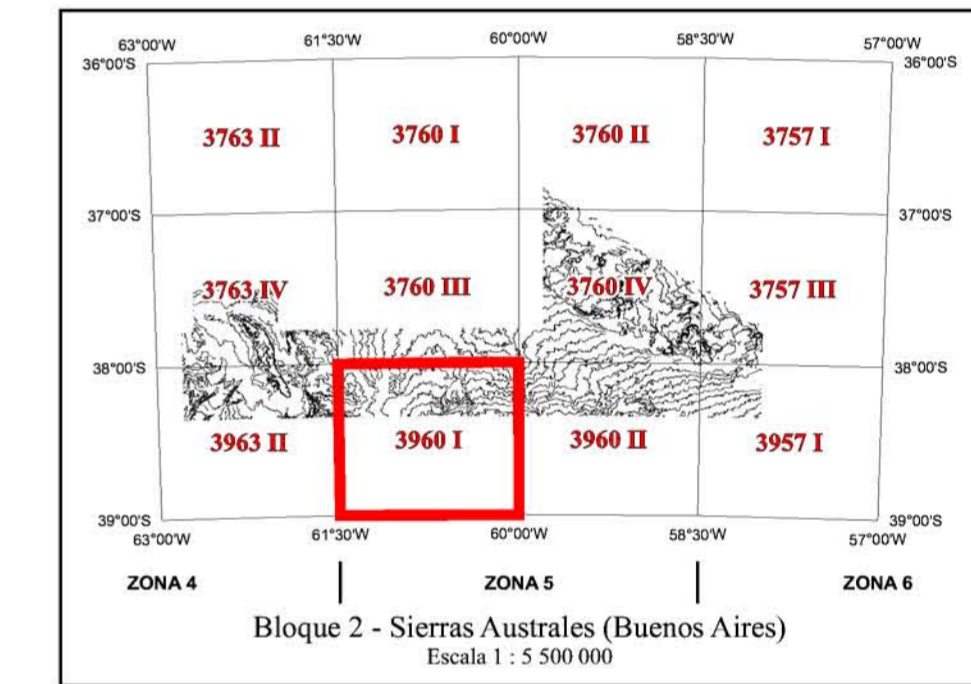 63°00'W 61°30'W 60°00'W 58°30'W 57°00'W
36°00'S 36°00'S
3763 II 3760 I 3760 II 3757 I
37°00'S 37°00'S
3763 IV 3760 III 3760 IV 3757 III
38°00'S 38°00'S
3963 II 3960 I 3960 II 3957 I
39°00'S 39°00'S
63°00'W 61°30'W 60°00'W 58°30'W 57°00'W
ZONA 4 ZONA 5 ZONA 6
Bloque 2 - Sierras Australes (Buenos Aires)
Escala 1 : 5 500 000